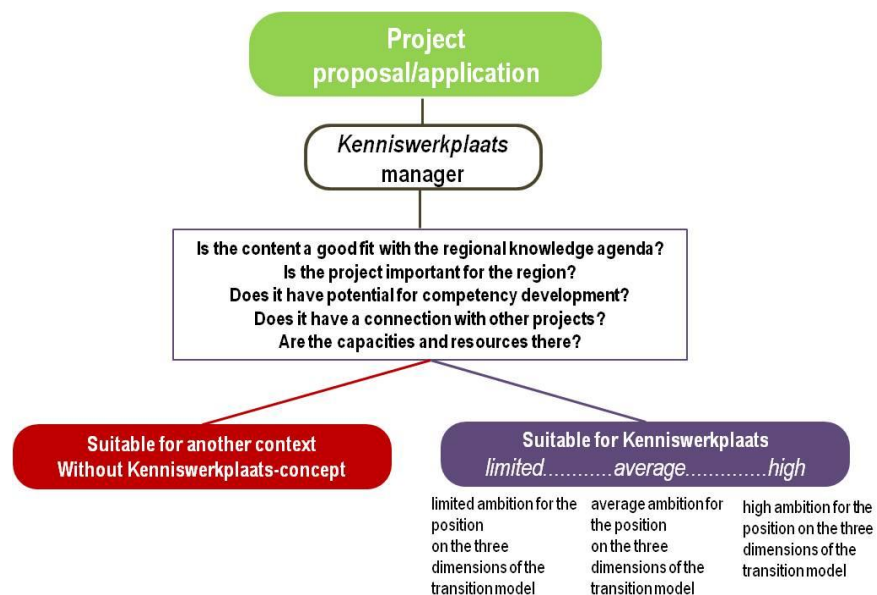 Project
proposal/application
Kenniswerkplaats
manager
Is the content a good fit with the regional knowledge agenda?
Is the project important for the region?
Does it have potential for competency development?
Does it have a connection with other projects?
Are the capacities and resources there?
Suitable for another context
Without Kenniswerkplaats-concept
Suitable for Kenniswerkplaats
limited............average..............high
limited ambition for the
position
on the three
dimensions of the
transition model
average ambition for
the position
on the three
dimensions of the
transition model
high ambition for the
position on the three
dimensions of the
transition model